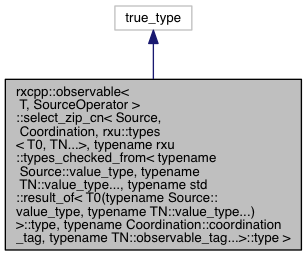 true_type
rxcpp::observable<
T, SourceOperator >
::select_zip_cn< Source,
Coordination, rxu::types
< T0, TN...>, typename rxu
::types_checked_from< typename
Source::value_type, typename
TN::value_type..., typename std
::result_of< T0(typename Source::
value_type, typename TN::value_type...)
>::type, typename Coordination::coordination
_tag, typename TN::observable_tag...>::type >